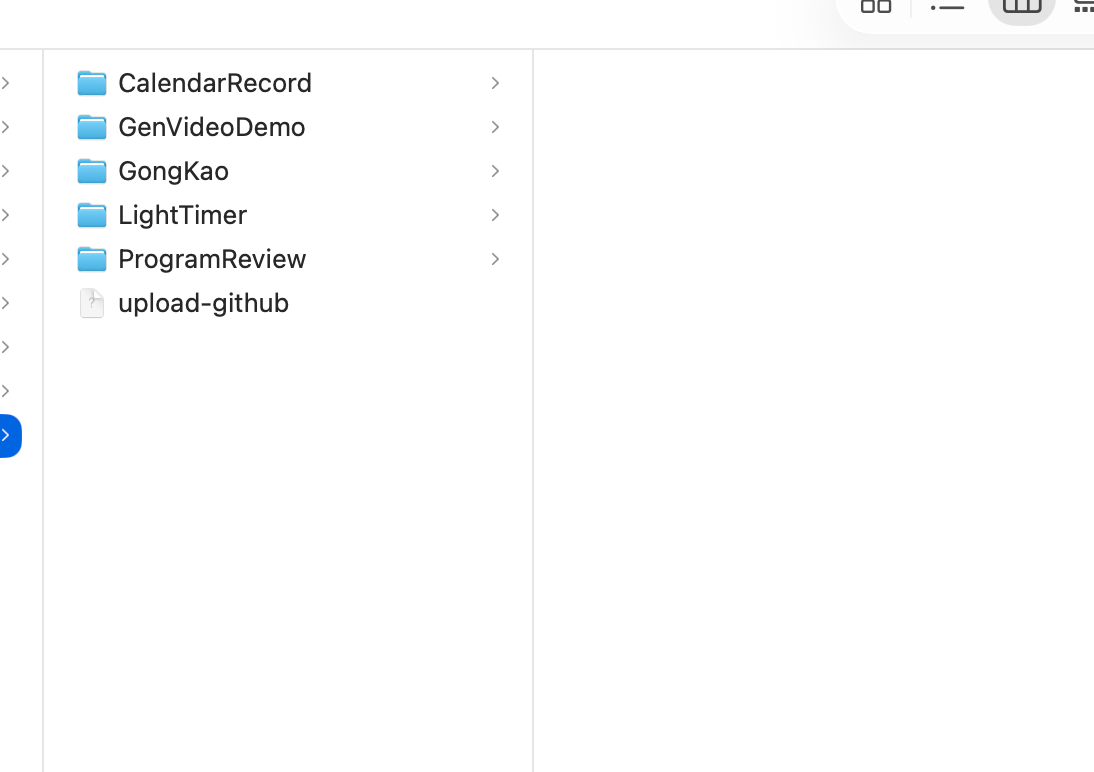 CalendarRecord
GenVideoDemo
GongKao
LightTimer
ProgramReview
upload-github